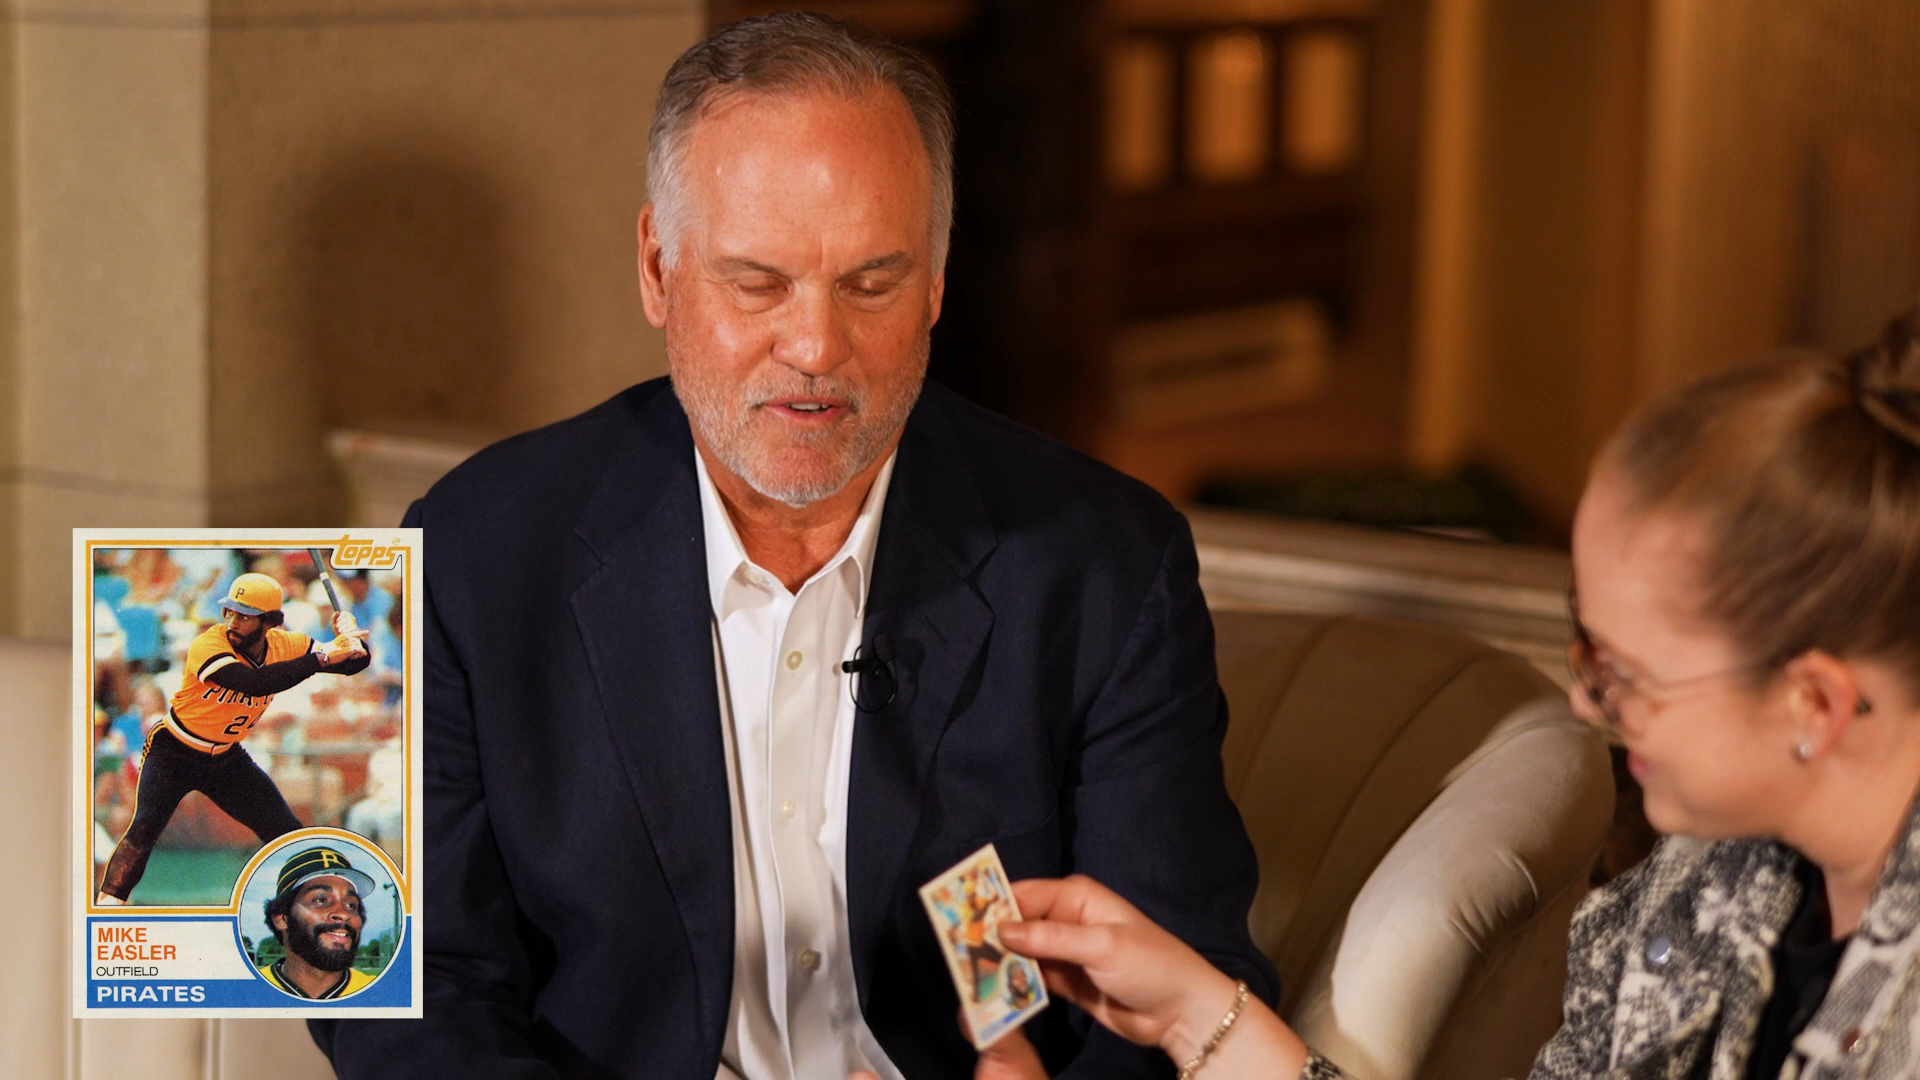 topps
P
PIRATES
24
P
MIKE
EASLER
OUTFIELD
PIRATES